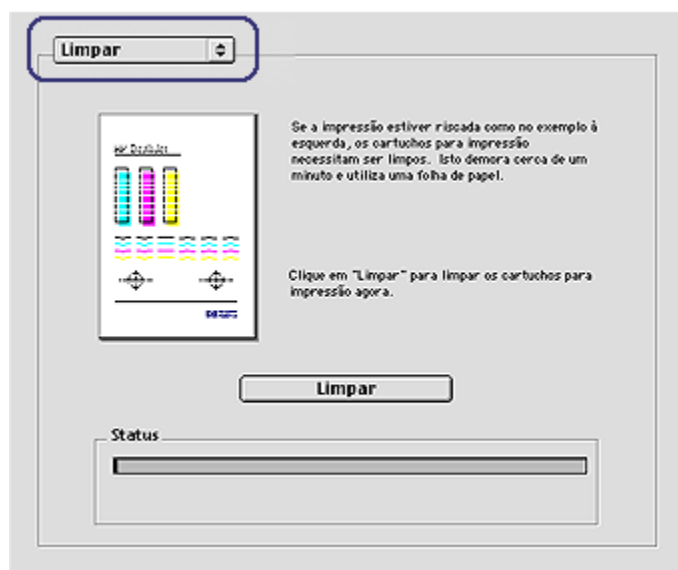 Limpar
Se a impressão estiver riscada como no exemplo à
esquerda, os cartuchos para impressão
necessitam ser limpos. Isto demora cerca de um
minuto e utiliza uma folha de papel.
Clique em "Limpar" para limpar os cartuchos para
impressão agora.
Limpar
Status